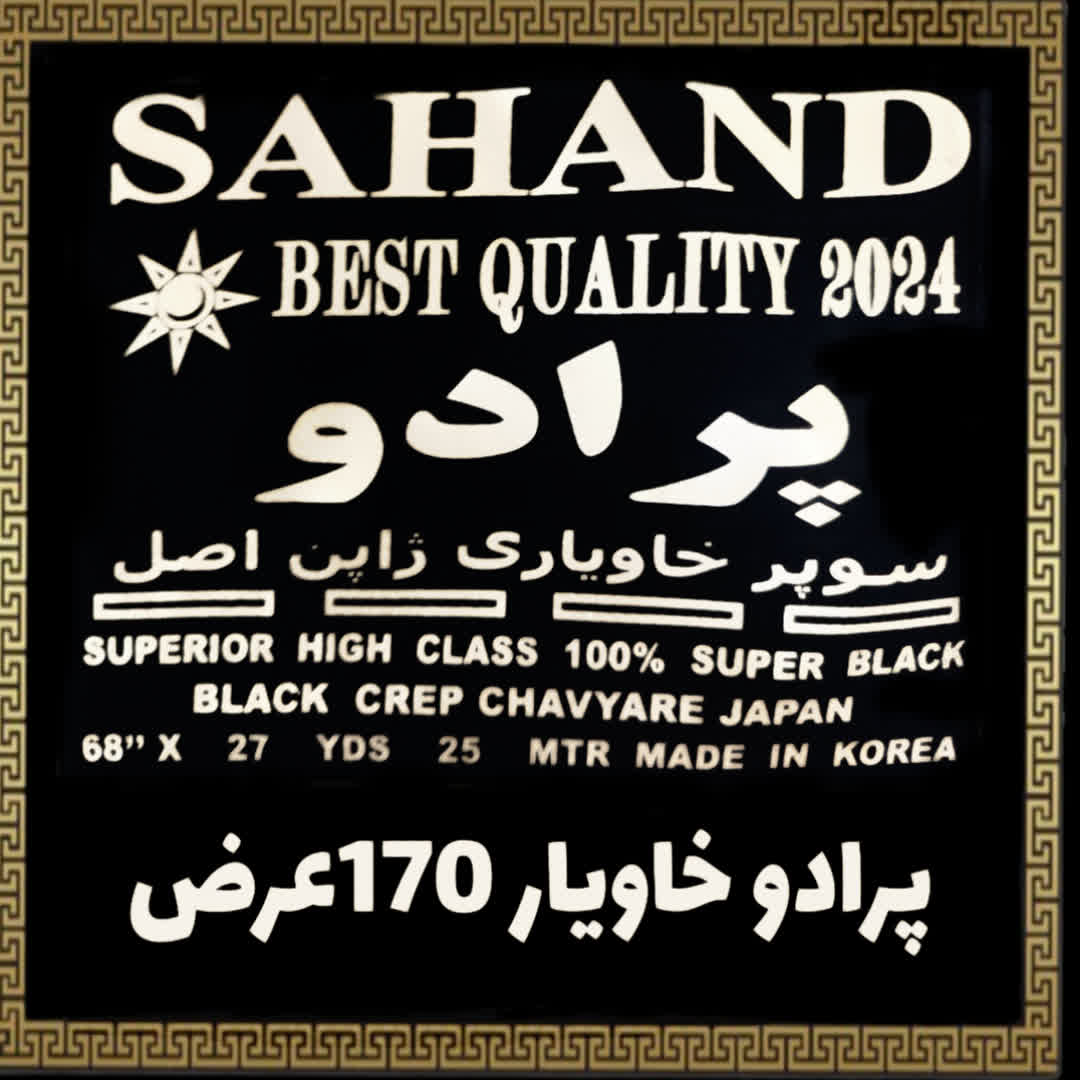 SAHAND
BEST QUALITY 2024
پرادو
سوپر خاویاری ژاپن اصل
SUPERIOR HIGH CLASS 100% SUPER BLACK
BLACK CREP CHAVYARE JAPAN
68” X 27 YDS 25 MTR MADE IN KOREA
پرادو خاویار 170عرض